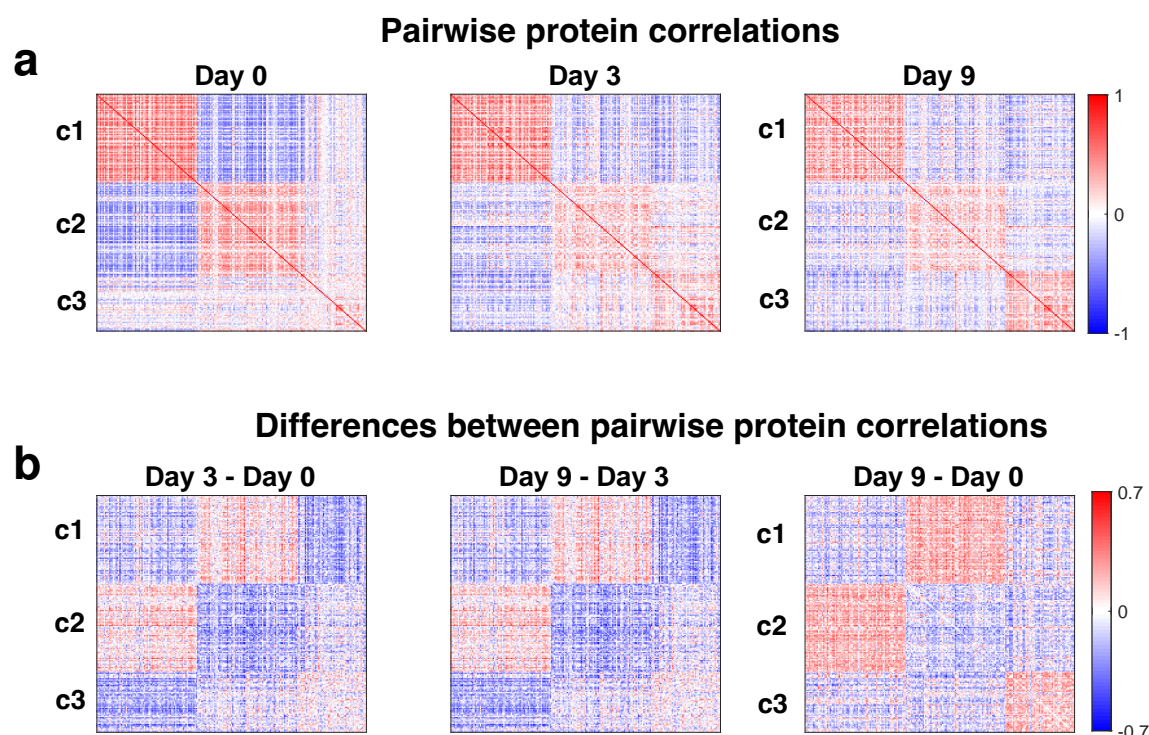 Pairwise protein correlations
a
Day 0 Day 3 Day 9
c1 c1 1
c2 c2 0
c3 c3 -1
Differences between pairwise protein correlations
b
Day 3 - Day 0 Day 9 - Day 3 Day 9 - Day 0
c1 c1 0.7
c2 c2 0
c3 c3 -0.7